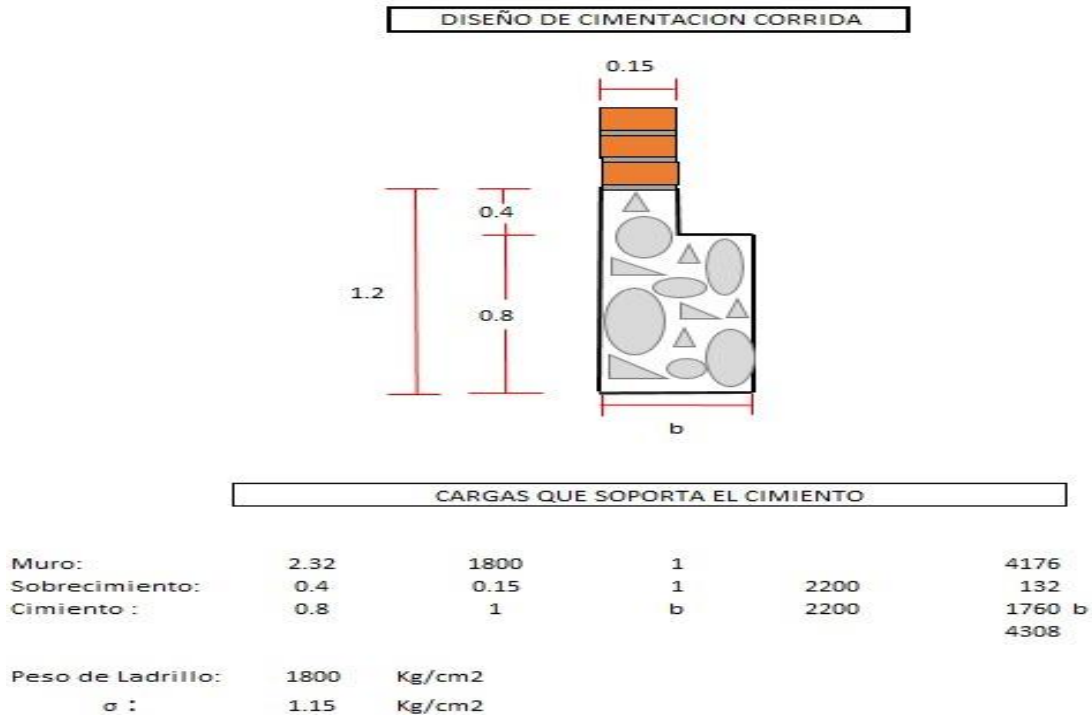 DISEÑO DE CIMENTACION CORRIDA
0.15
0.4
1.2
0.8
b
CARGAS QUE SOPORTA EL CIMIENTO
Muro: 2.32 1800 1 4176
Sobrecimiento: 0.4 0.15 1 2200 132
Cimiento : 0.8 1 b 2200 1760 b
4308
Peso de Ladrillo: 1800 Kg/cm2
σ : 1.15 Kg/cm2